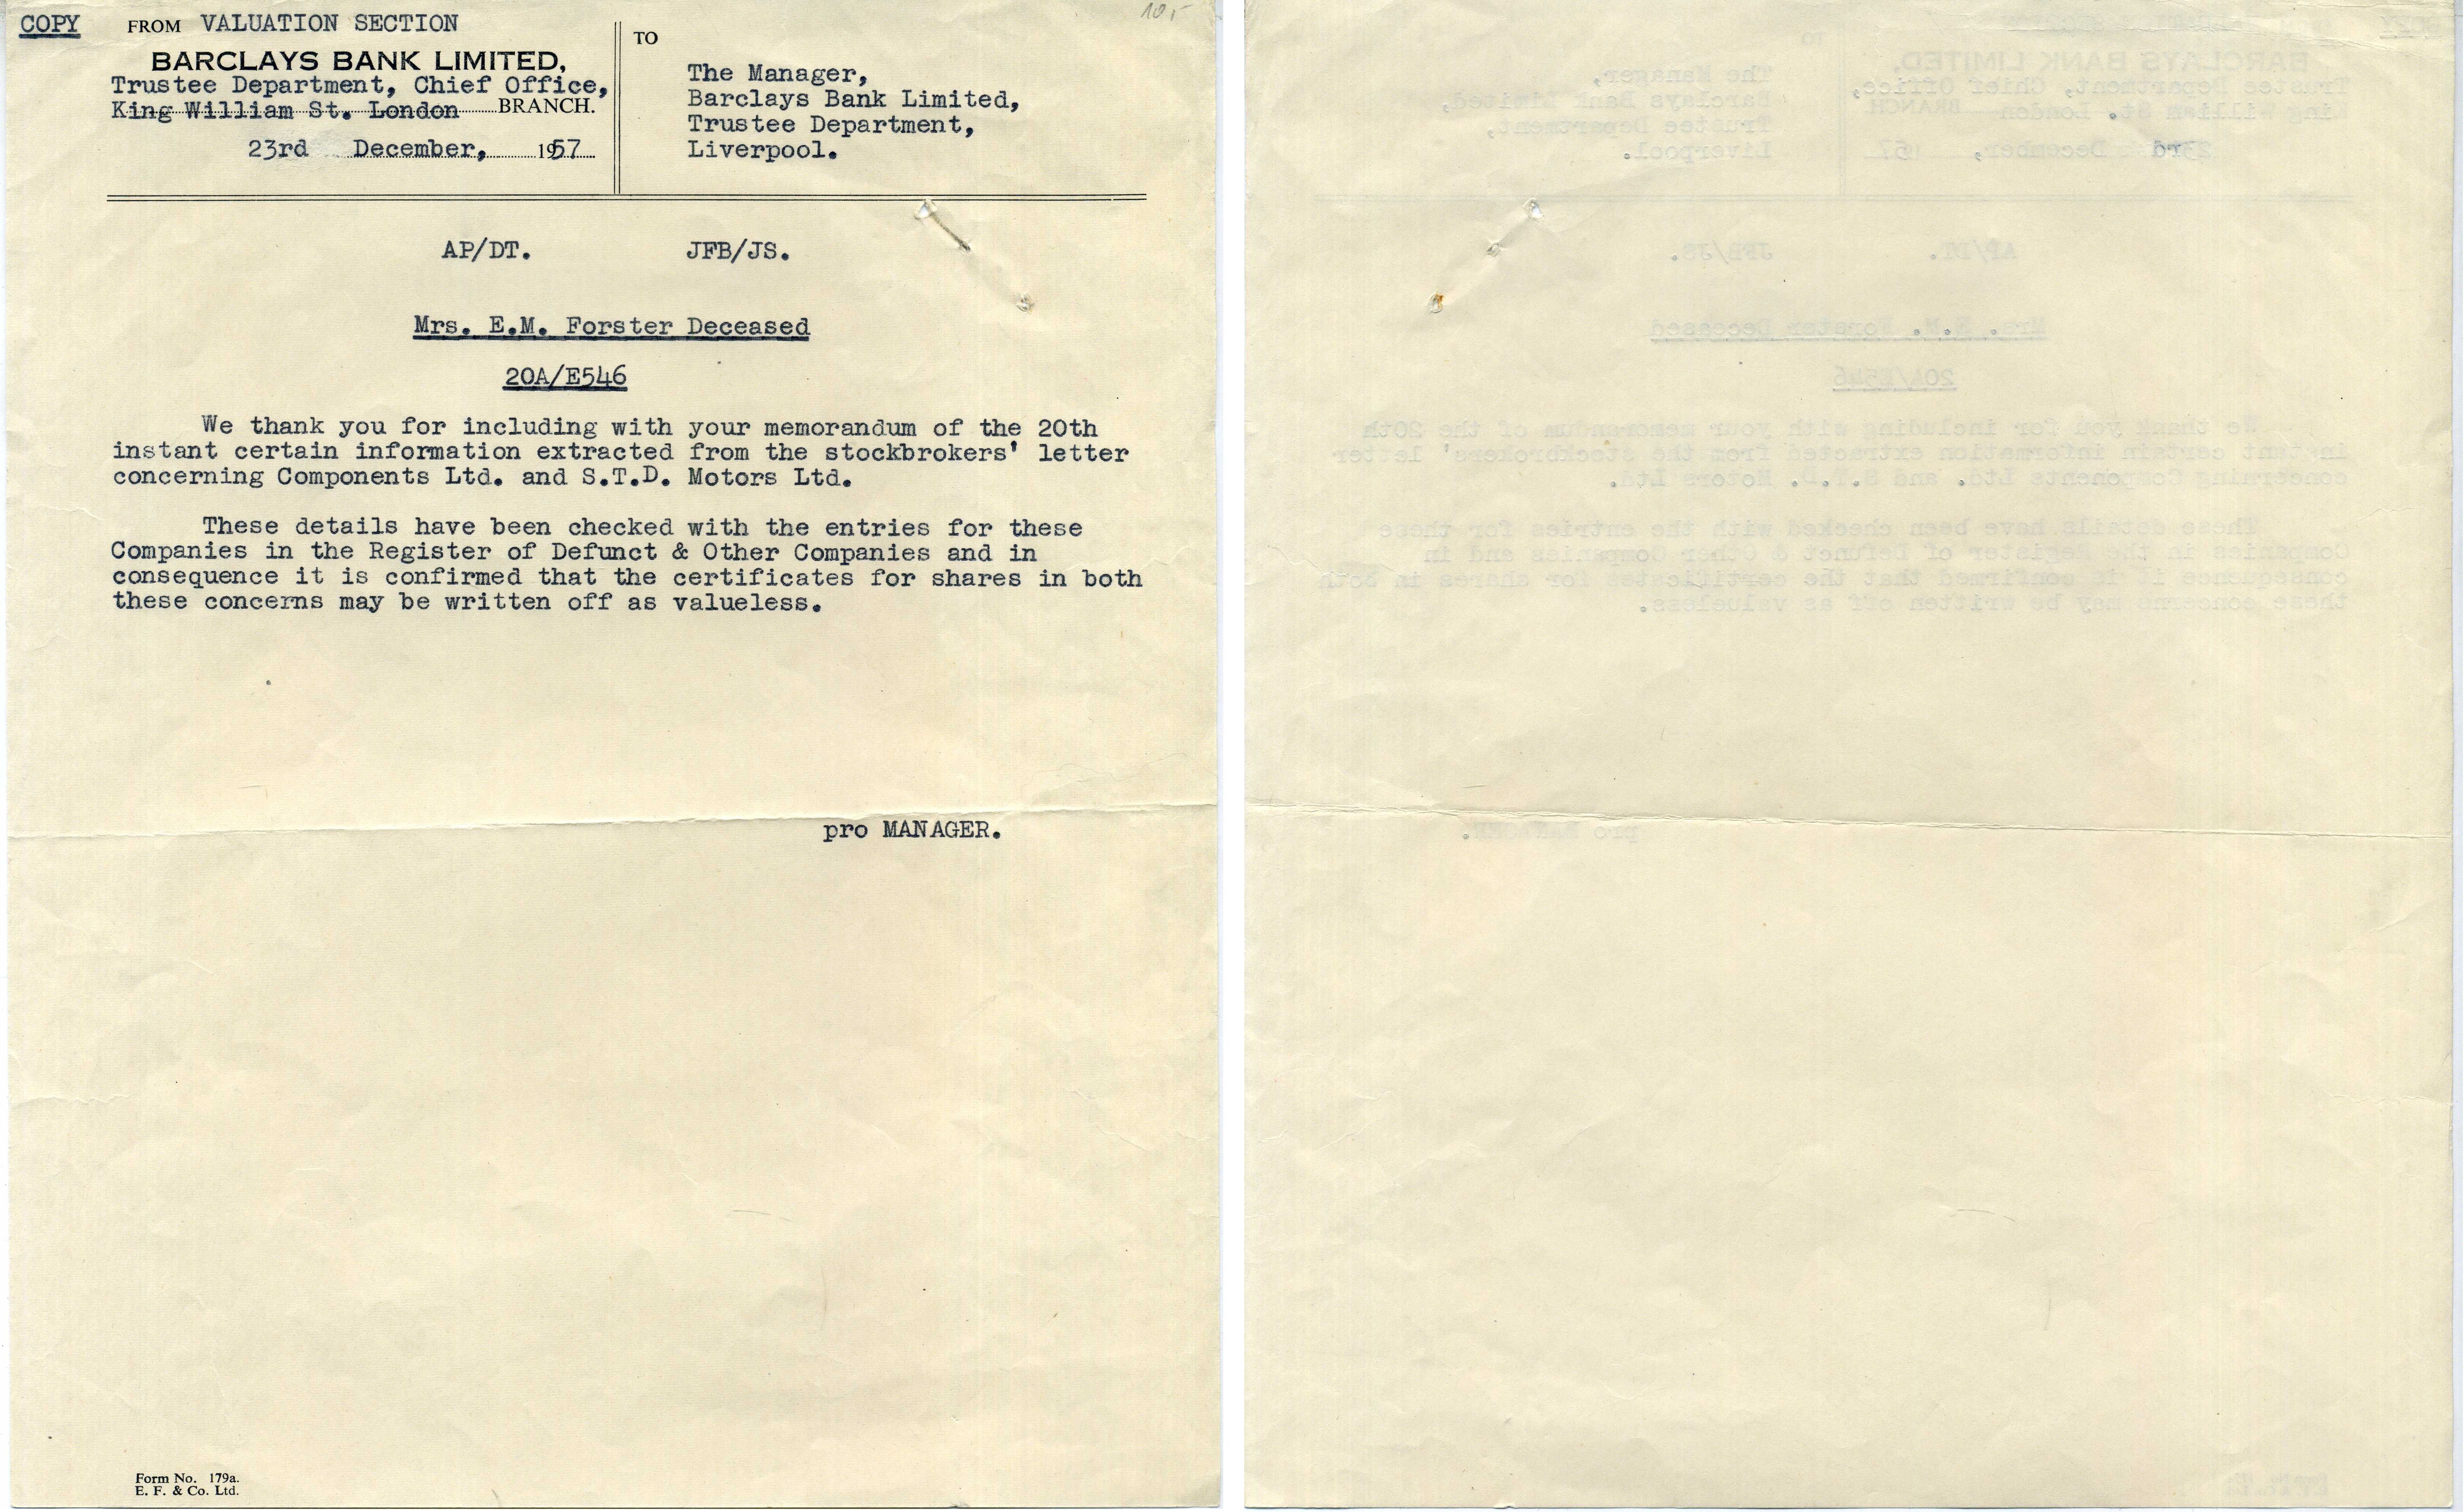 10,-
COPY FROM VALUATION SECTION
BARCLAYS BANK LIMITED,
Trustee Department, Chief Office,
King William St. London BRANCH.
23rd December, 1957
TO
The Manager,
Barclays Bank Limited,
Trustee Department,
Liverpool.
AP/DT. JFB/JS.
Mrs. E.M. Forster Deceased
20A/E546
We thank you for including with your memorandum of the 20th
instant certain information extracted from the stockbrokers' letter
concerning Components Ltd. and S.T.D. Motors Ltd.
These details have been checked with the entries for these
Companies in the Register of Defunct & Other Companies and in
consequence it is confirmed that the certificates for shares in both
these concerns may be written off as valueless.
pro MANAGER.
Form No. 179a.
E. F. & Co. Ltd.